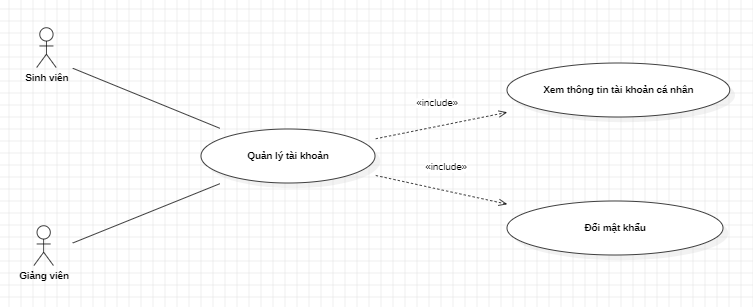 Sinh viên
Xem thông tin tài khoản cá nhân
«include»
Quản lý tài khoản
«include»
Đổi mật khẩu
Giảng viên